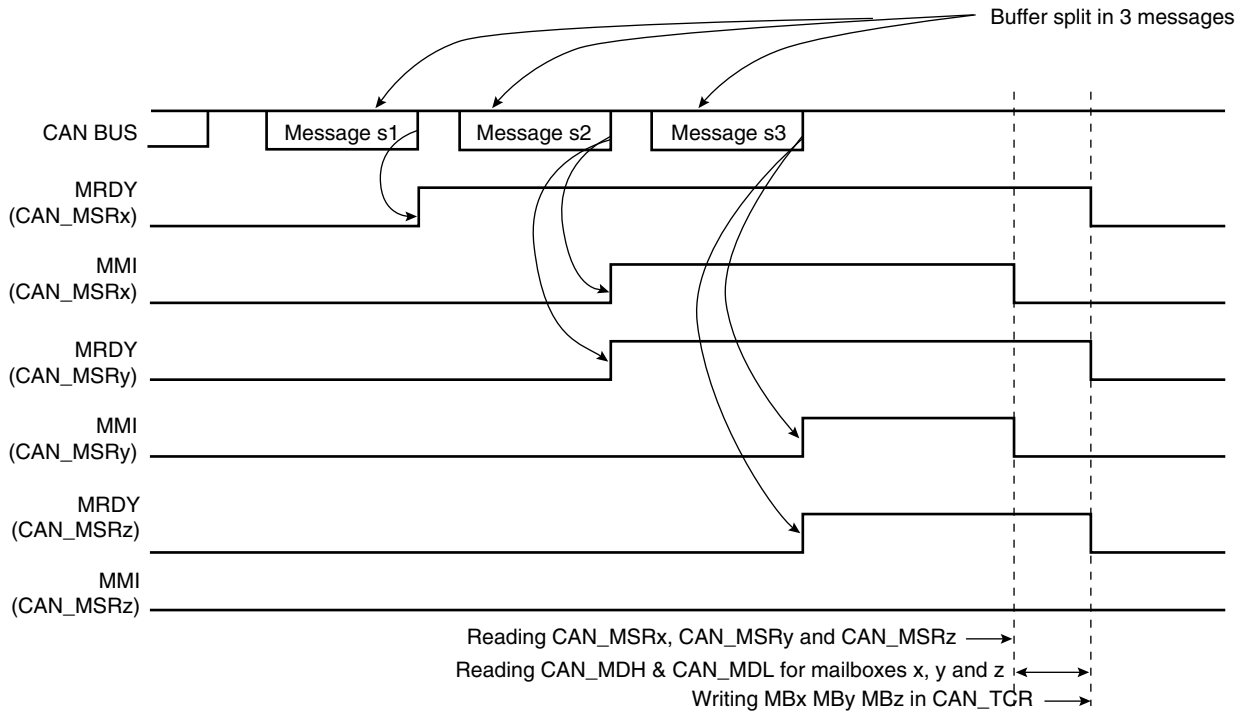 Buffer split in 3 messages
CAN BUS
Message s1
Message s2
Message s3
MRDY
(CAN_MSRx)
MMI
(CAN_MSRx)
MRDY
(CAN_MSRy)
MMI
(CAN_MSRy)
MRDY
(CAN_MSRz)
MMI
(CAN_MSRz)
Reading CAN_MSRx, CAN_MSRy and CAN_MSRz
Reading CAN_MDH & CAN_MDL for mailboxes x, y and z
Writing MBx MBy MBz in CAN_TCR